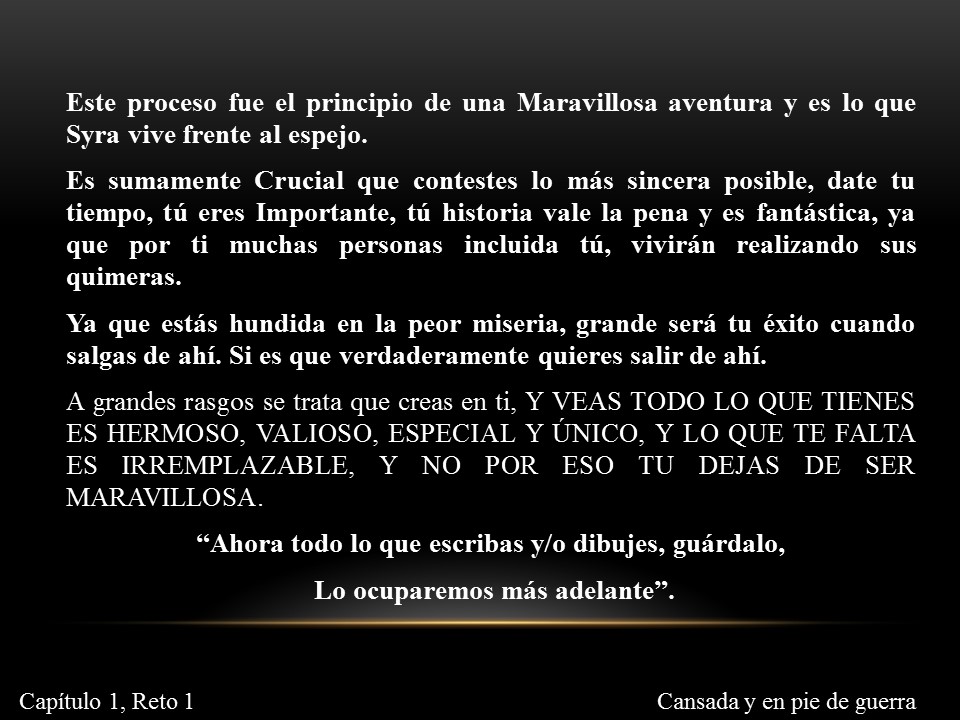 Este proceso fue el principio de una Maravillosa aventura y es lo que
Syra vive frente al espejo.
Es sumamente Crucial que contestes lo más sincera posible, date tu
tiempo, tú eres Importante, tú historia vale la pena y es fantástica, ya
que por ti muchas personas incluida tú, vivirán realizando sus
quimeras.
Ya que estás hundida en la peor miseria, grande será tu éxito cuando
salgas de ahí. Si es que verdaderamente quieres salir de ahí.
A grandes rasgos se trata que creas en ti, Y VEAS TODO LO QUE TIENES
ES HERMOSO, VALIOSO, ESPECIAL Y ÚNICO, Y LO QUE TE FALTA
ES IRREMPLAZABLE, Y NO POR ESO TU DEJAS DE SER
MARAVILLOSA.
“Ahora todo lo que escribas y/o dibujes, guárdalo,
Lo ocuparemos más adelante”.
Capítulo 1, Reto 1
Cansada y en pie de guerra